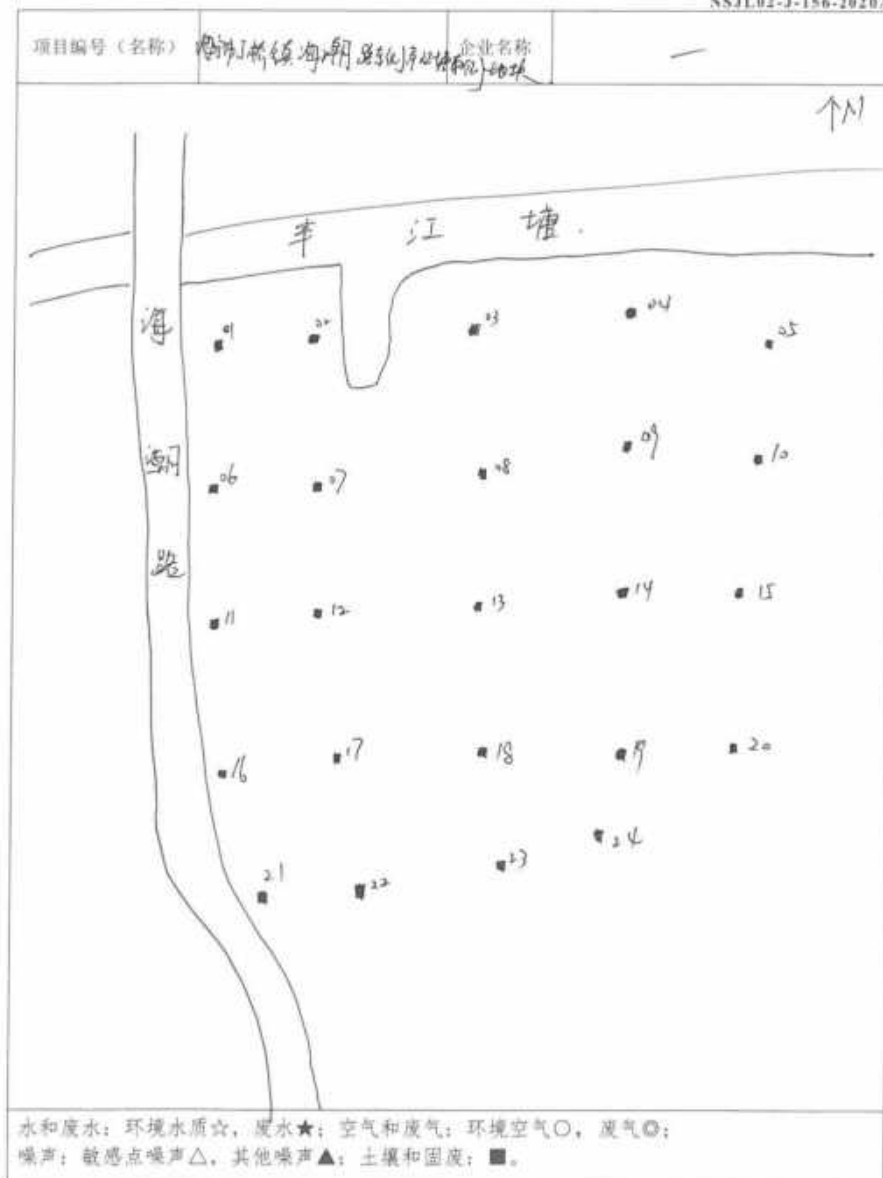 项目编号（名称）
企业名称
—
↑N
丰 江 塘
海
潮
路
01 02 03 04 05
06 07 08 09 10
11 12 13 14 15
16 17 18 19 20
21 22 23 24
水和废水：环境水质☆，废水★；空气和废气：环境空气○，废气◎；
噪声：敏感点噪声△，其他噪声▲；土壤和固废：■。